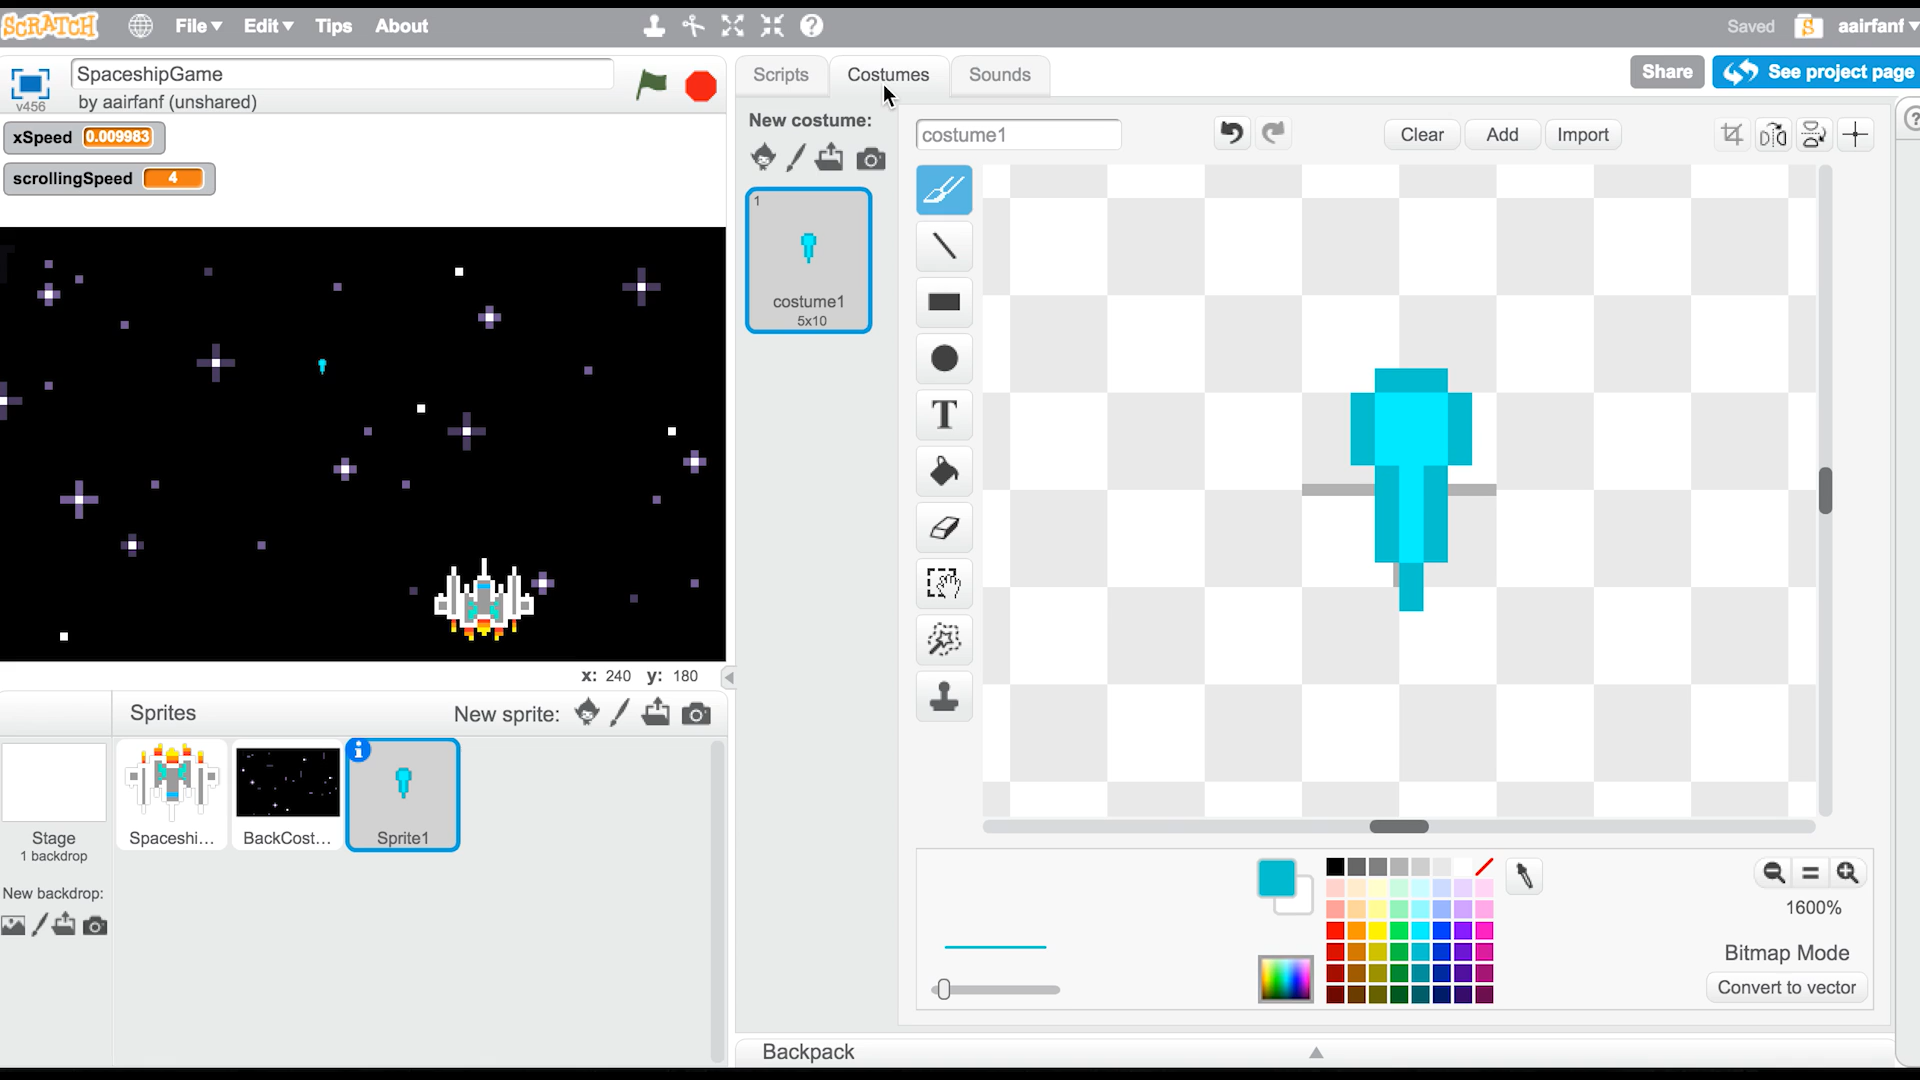 SCRATCH File Edit Tips About Saved aairfanf
SpaceshipGame
by aairfanf (unshared)
v456
Scripts Costumes Sounds
Share See project page
xSpeed 0.009983
scrollingSpeed 4
New costume:
costume1
Clear Add Import
1
costume1
5x10
T
x: 240 y: 180
Sprites New sprite:
Spaceshi... BackCost... Sprite1
Stage
1 backdrop
New backdrop:
1600%
Bitmap Mode
Convert to vector
Backpack